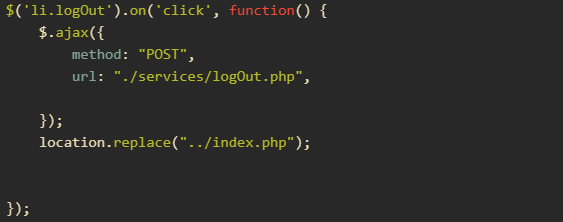 $('li.logOut').on('click', function() {
    $.ajax({
        method: "POST",
        url: "./services/logOut.php",
    });
    location.replace("../index.php");
});